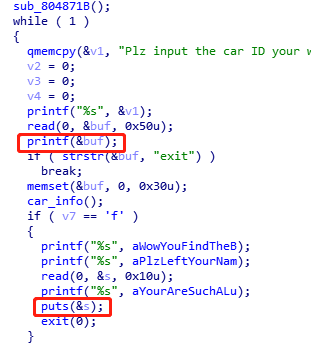 sub_804871B();
while ( 1 )
{
qmemcpy(&v1, "Plz input the car ID your w
v2 = 0;
v3 = 0;
v4 = 0;
printf("%s", &v1);
read(0, &buf, 0x50u);
printf(&buf);
if ( strstr(&buf, "exit") )
break;
memset(&buf, 0, 0x30u);
car_info();
if ( v7 == 'f' )
{
printf("%s", aWowYouFindTheB);
printf("%s", aPlzLeftYourNam);
read(0, &s, 0x10u);
printf("%s", aYourAreSuchALu);
puts(&s);
exit(0);
}